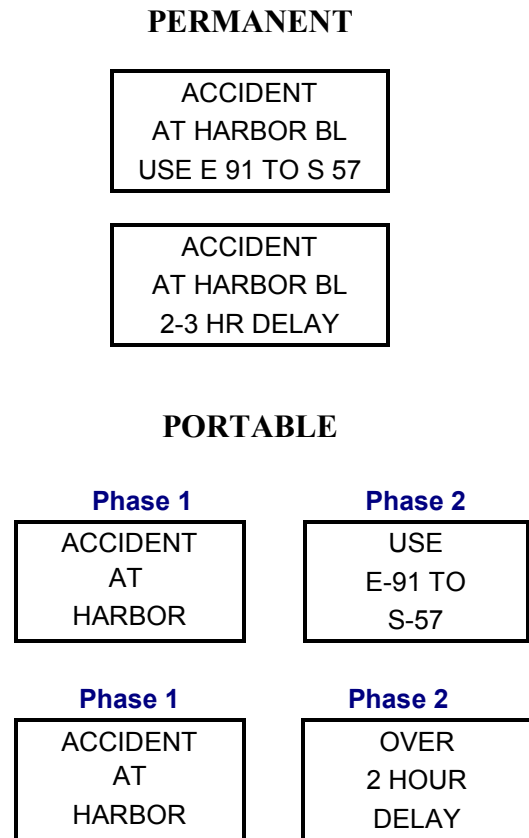 PERMANENT
ACCIDENT
AT HARBOR BL
USE E 91 TO S 57
ACCIDENT
AT HARBOR BL
2-3 HR DELAY
PORTABLE
Phase 1
ACCIDENT
AT
HARBOR
Phase 2
USE
E-91 TO
S-57
Phase 1
ACCIDENT
AT
HARBOR
Phase 2
OVER
2 HOUR
DELAY